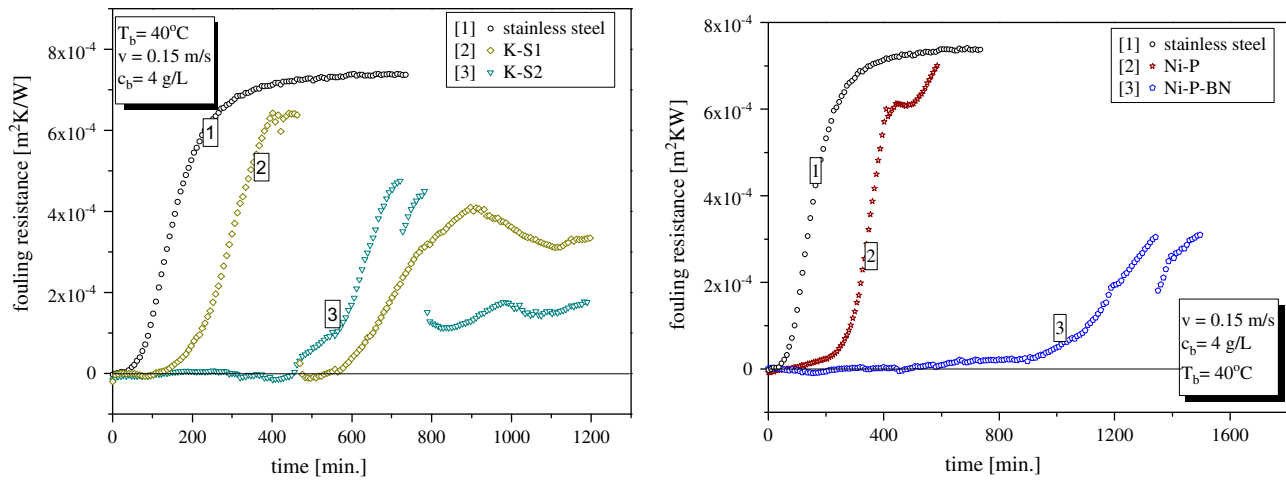 T_b= 40°C
v = 0.15 m/s
c_b= 4 g/L
[1] stainless steel
[2] K-S1
[3] K-S2
8x10⁻⁴
6x10⁻⁴
4x10⁻⁴
2x10⁻⁴
0
fouling resistance [m²K/W]
1
2
3
0 200 400 600 800 1000 1200
time [min.]
[1] stainless steel
[2] Ni-P
[3] Ni-P-BN
8x10⁻⁴
6x10⁻⁴
4x10⁻⁴
2x10⁻⁴
0
fouling resistance [m²KW]
1
2
3
v = 0.15 m/s
c_b= 4 g/L
T_b= 40°C
0 400 800 1200 1600
time [min.]